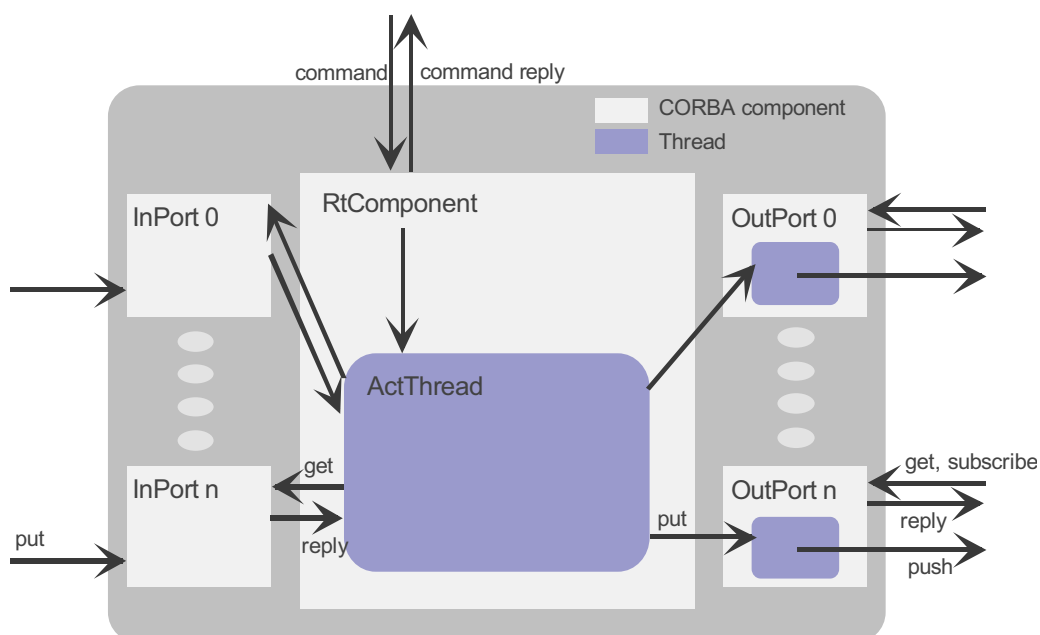 command
command reply
CORBA component
Thread
InPort 0
RtComponent
OutPort 0
ActThread
InPort n
get
reply
put
put
OutPort n
get, subscribe
reply
push